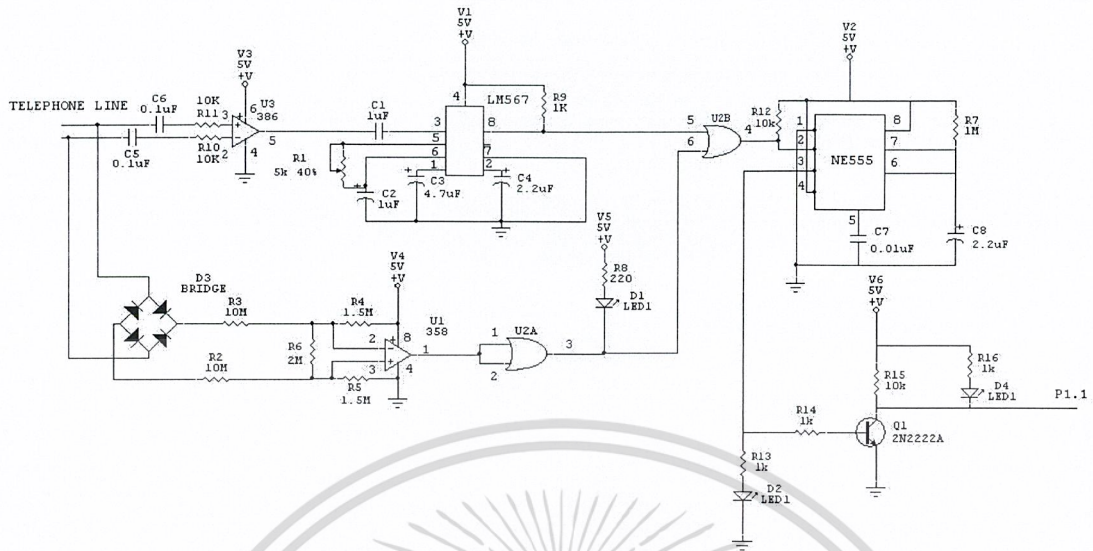 TELEPHONE LINE
C6
0.1uF
C5
0.1uF
10K
R11
R10
10K
V3
5V
+V
3
6
U3
386
2
4
5
C1
1uF
V1
5V
+V
4
LM567
3
5
6
1
8
7
2
R9
1K
R1
5k 40%
C2
1uF
C3
4.7uF
C4
2.2uF
D3
BRIDGE
R3
10M
R2
10M
R6
2M
R4
1.5M
R5
1.5M
V4
5V
+V
U1
358
8
2
3
1
4
U2A
1
2
3
V5
5V
+V
R8
220
D1
LED1
5
6
U2B
4
V2
5V
+V
R12
10k
1
2
3
4
NE555
8
7
6
5
R7
1M
C7
0.01uF
C8
2.2uF
V6
5V
+V
R15
10k
R16
1k
D4
LED1
P1.1
R14
1k
Q1
2N2222A
R13
1k
D2
LED1